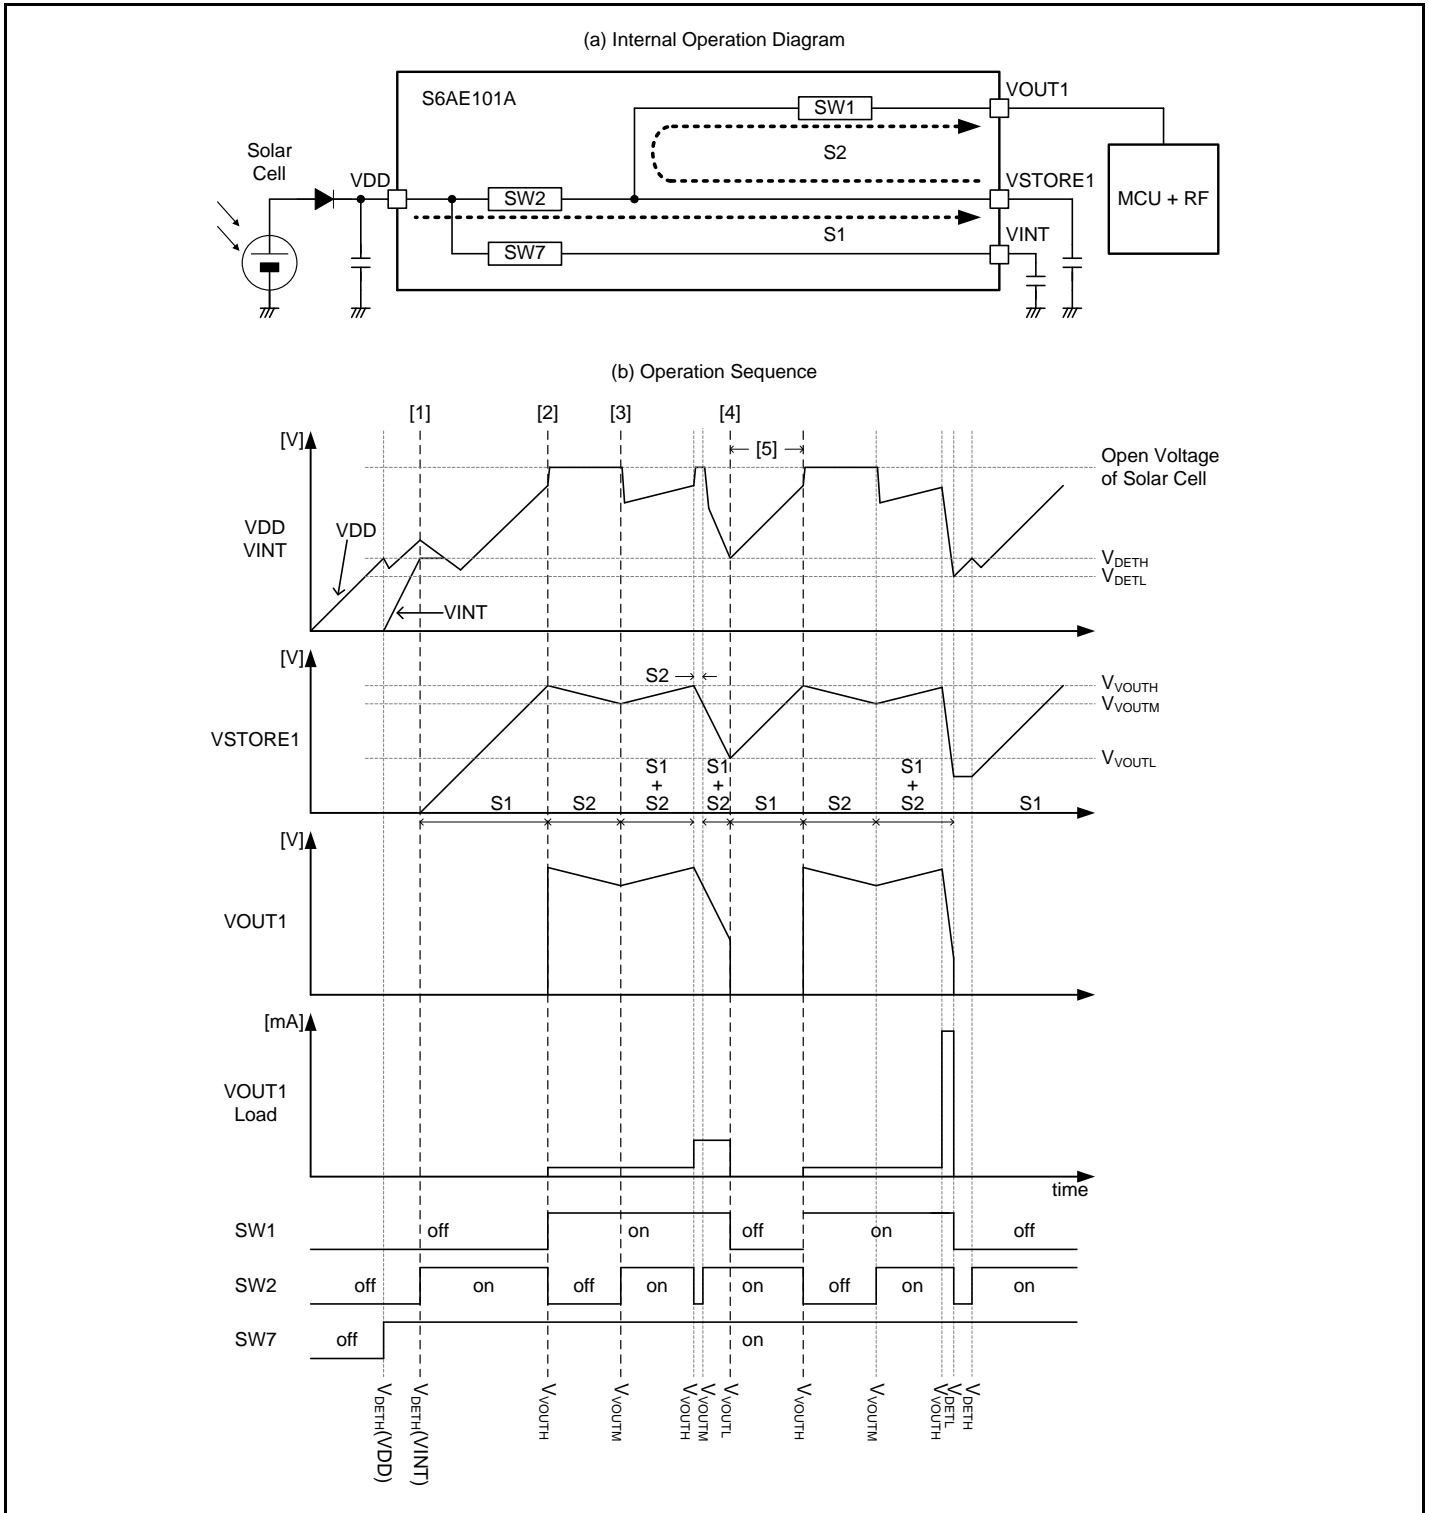 (a) Internal Operation Diagram
S6AE101A
VOUT1
SW1
S2
Solar
Cell
VDD
SW2
VSTORE1
MCU + RF
S1
VINT
SW7
(b) Operation Sequence
[1]
[2]
[3]
[4]
[V]
[5]
Open Voltage
of Solar Cell
VDD
VINT
VDD
VINT
VDETH
VDETL
[V]
S2
VVOUTH
VVOUTM
VSTORE1
VVOUTL
S1
S2
S1
+
S2
S1
+
S2
S1
S2
S1
+
S2
S1
[V]
VOUT1
[mA]
VOUT1
Load
time
SW1
off
on
off
on
off
SW2
off
on
off
on
on
off
on
on
SW7
off
on
VDETH(VDD)
VDETH(VINT)
VVOUTH
VVOUTM
VVOUTH
VVOUTM
VVOUTL
VVOUTH
VVOUTM
VVOUTH
VDETL
VDETH